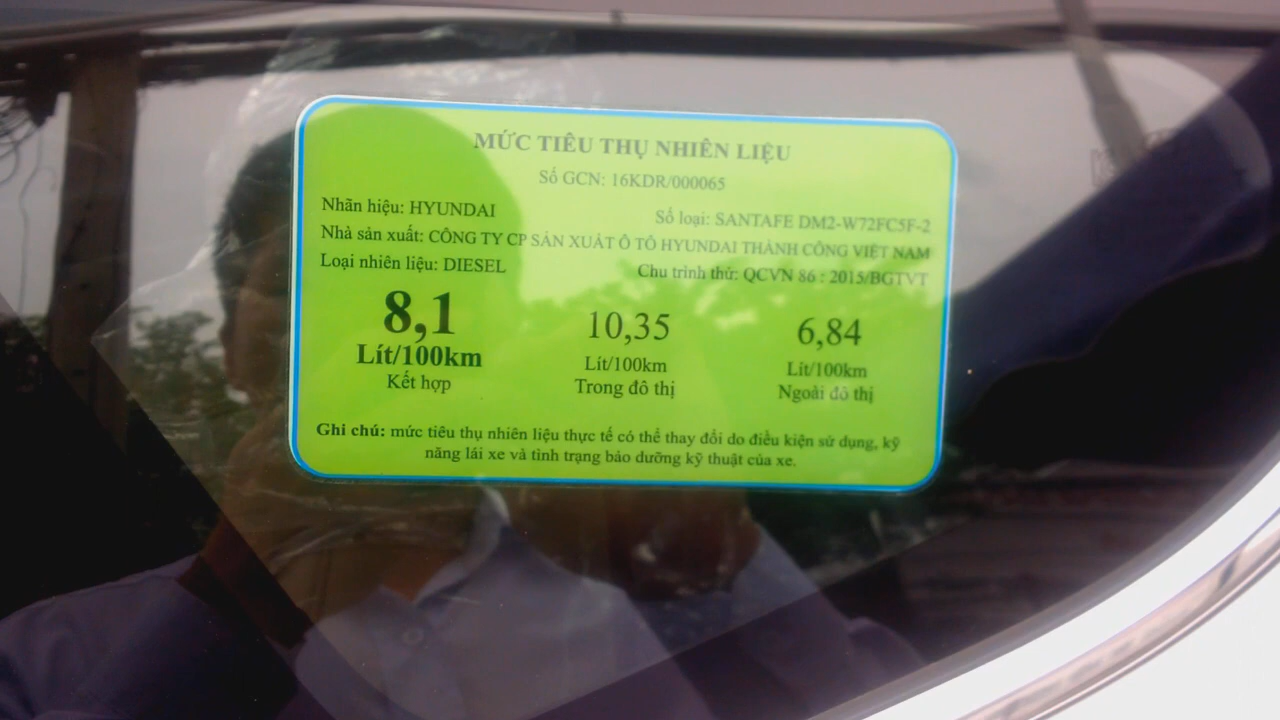 MỨC TIÊU THỤ NHIÊN LIỆU
Số GCN: 16KDR/000065
Nhãn hiệu: HYUNDAI
Số loại: SANTAFE DM2-W72FC5F-2
Nhà sản xuất: CÔNG TY CP SẢN XUẤT Ô TÔ HYUNDAI THÀNH CÔNG VIỆT NAM
Loại nhiên liệu: DIESEL
Chu trình thử: QCVN 86 : 2015/BGTVT
8,1
Lít/100km
Kết hợp
10,35
Lít/100km
Trong đô thị
6,84
Lít/100km
Ngoài đô thị
Ghi chú: mức tiêu thụ nhiên liệu thực tế có thể thay đổi do điều kiện sử dụng, kỹ
năng lái xe và tình trạng bảo dưỡng kỹ thuật của xe.